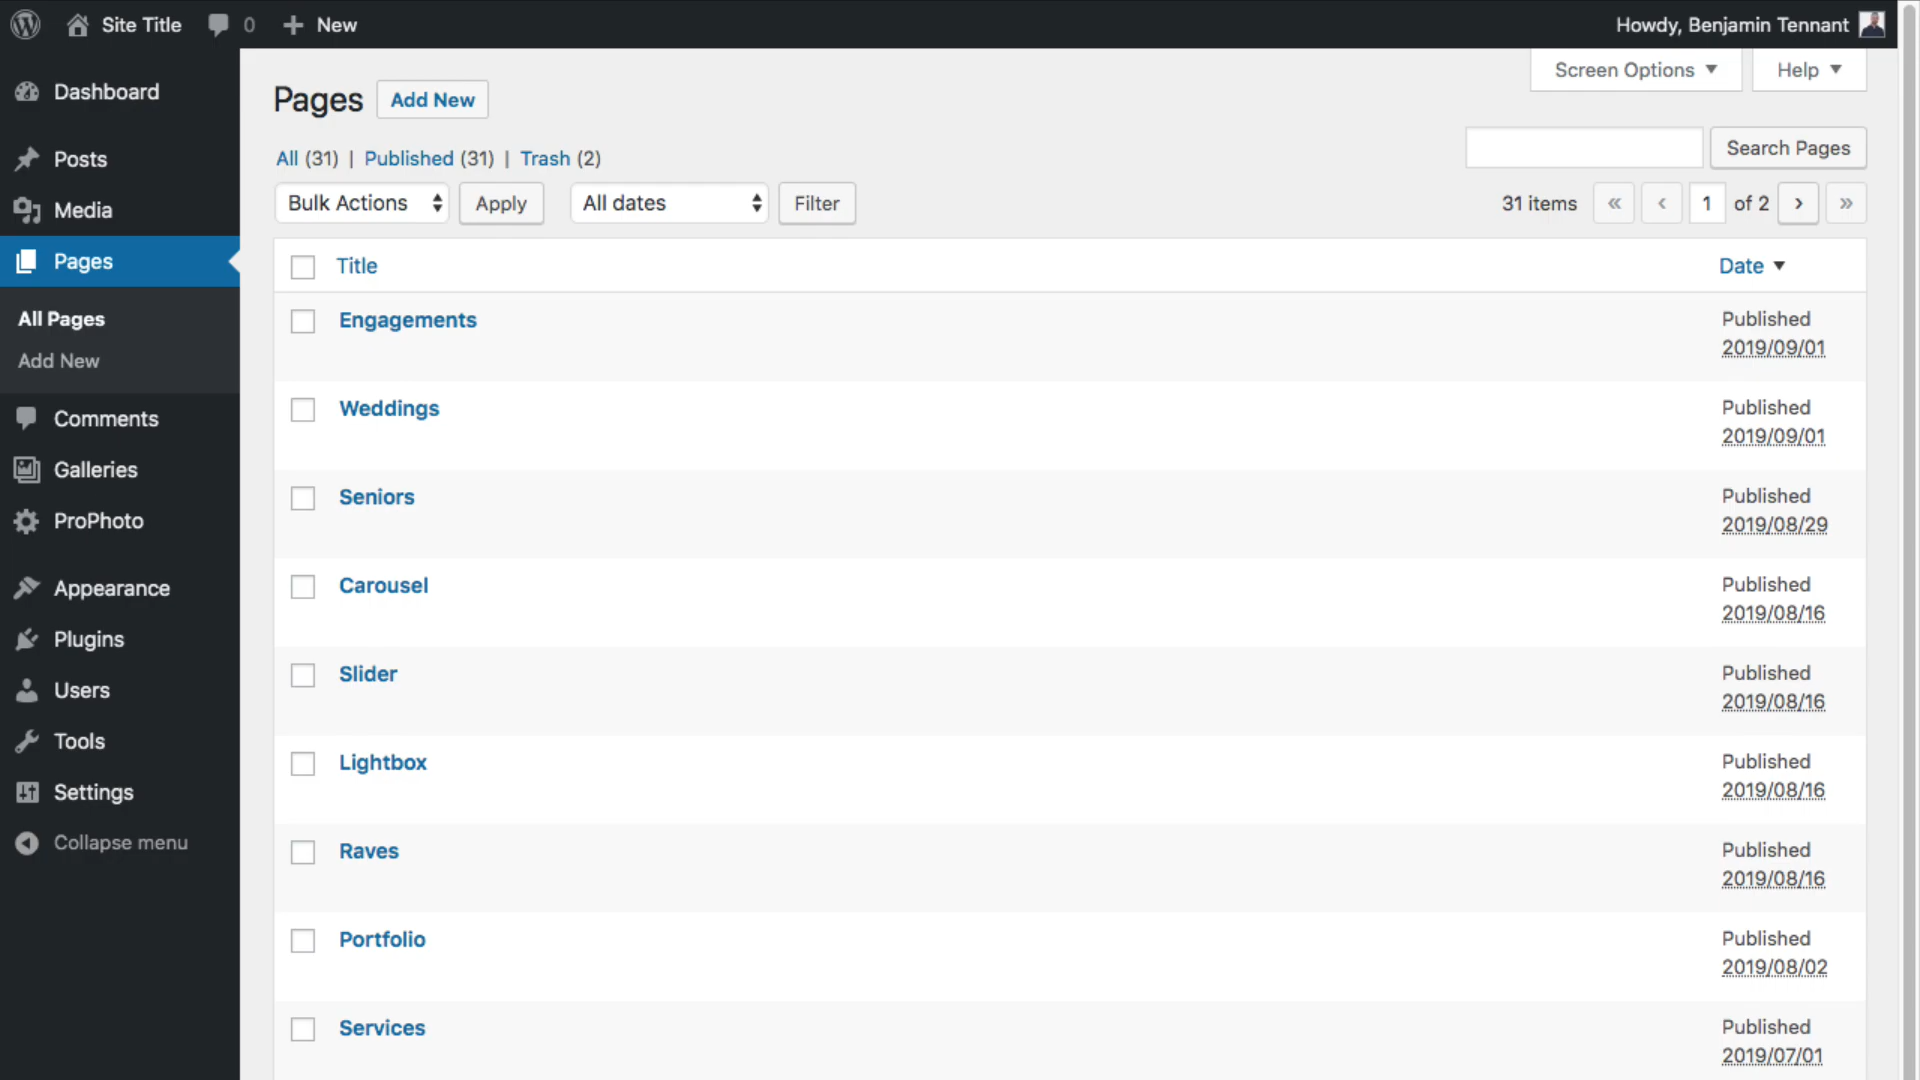 Site Title 0 New Howdy, Benjamin Tennant
Screen Options Help
Dashboard
Posts
Media
Pages
All Pages
Add New
Comments
Galleries
ProPhoto
Appearance
Plugins
Users
Tools
Settings
Collapse menu
Pages Add New
All (31) | Published (31) | Trash (2)
Search Pages
Bulk Actions Apply All dates Filter 31 items « ‹ 1 of 2 › »
Title Date
Engagements Published
2019/09/01
Weddings Published
2019/09/01
Seniors Published
2019/08/29
Carousel Published
2019/08/16
Slider Published
2019/08/16
Lightbox Published
2019/08/16
Raves Published
2019/08/16
Portfolio Published
2019/08/02
Services Published
2019/07/01